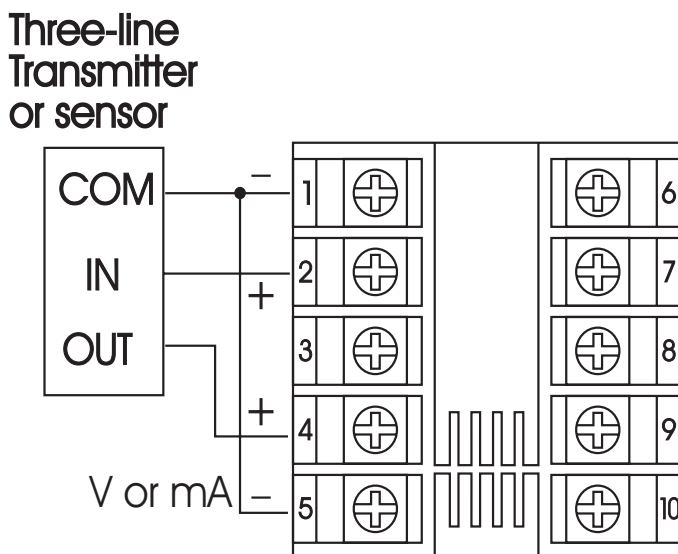 Three-line
Transmitter
or sensor
COM
−
1
6
IN
2
7
+
OUT
3
8
+
4
9
V or mA
−
5
10